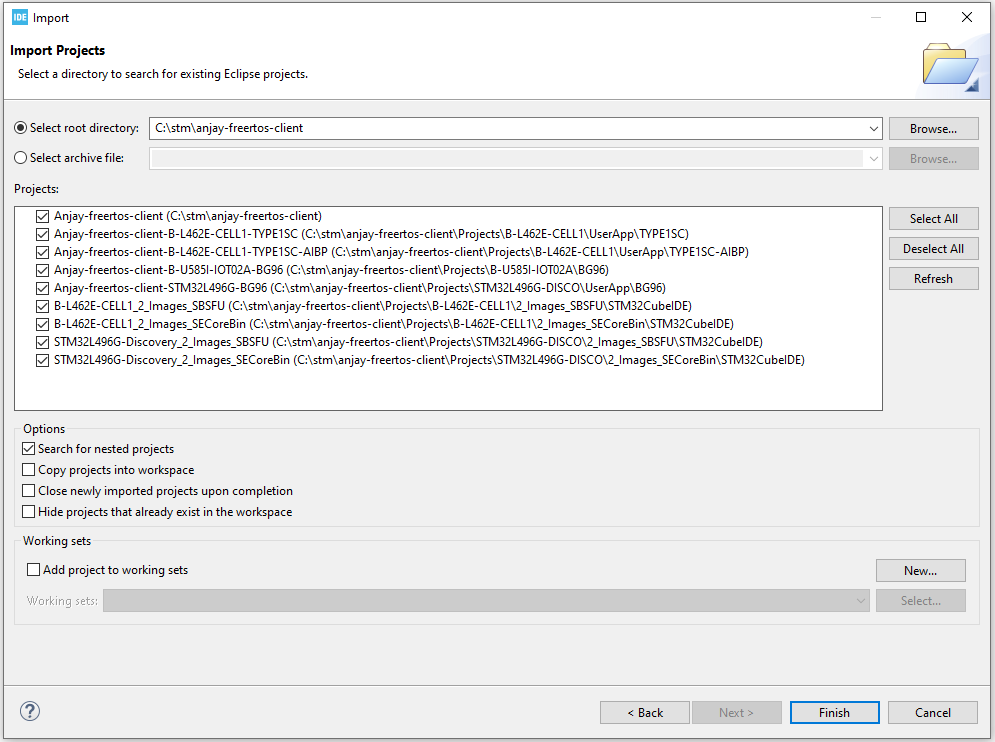 IDE Import
Import Projects
Select a directory to search for existing Eclipse projects.
Select root directory: C:\stm\anjay-freertos-client Browse...
Select archive file: Browse...
Projects:
Anjay-freertos-client (C:\stm\anjay-freertos-client) Select All
Anjay-freertos-client-B-L462E-CELL1-TYPE1SC (C:\stm\anjay-freertos-client\Projects\B-L462E-CELL1\UserApp\TYPE1SC)
Anjay-freertos-client-B-L462E-CELL1-TYPE1SC-AIBP (C:\stm\anjay-freertos-client\Projects\B-L462E-CELL1\UserApp\TYPE1SC-AIBP) Deselect All
Anjay-freertos-client-B-U585I-IOT02A-BG96 (C:\stm\anjay-freertos-client\Projects\B-U585I-IOT02A\BG96) Refresh
Anjay-freertos-client-STM32L496G-BG96 (C:\stm\anjay-freertos-client\Projects\STM32L496G-DISCO\UserApp\BG96)
B-L462E-CELL1_2_Images_SBSFU (C:\stm\anjay-freertos-client\Projects\B-L462E-CELL1\2_Images_SBSFU\STM32CubeIDE)
B-L462E-CELL1_2_Images_SECoreBin (C:\stm\anjay-freertos-client\Projects\B-L462E-CELL1\2_Images_SECoreBin\STM32CubeIDE)
STM32L496G-Discovery_2_Images_SBSFU (C:\stm\anjay-freertos-client\Projects\STM32L496G-DISCO\2_Images_SBSFU\STM32CubeIDE)
STM32L496G-Discovery_2_Images_SECoreBin (C:\stm\anjay-freertos-client\Projects\STM32L496G-DISCO\2_Images_SECoreBin\STM32CubeIDE)
Options
Search for nested projects
Copy projects into workspace
Close newly imported projects upon completion
Hide projects that already exist in the workspace
Working sets
Add project to working sets New...
Working sets: Select...
? < Back Next > Finish Cancel